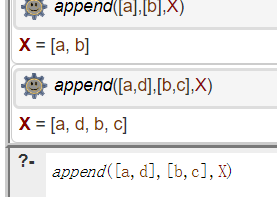 append([a],[b],X)
X = [a, b]
append([a,d],[b,c],X)
X = [a, d, b, c]
?- append([a,d],[b,c],X)